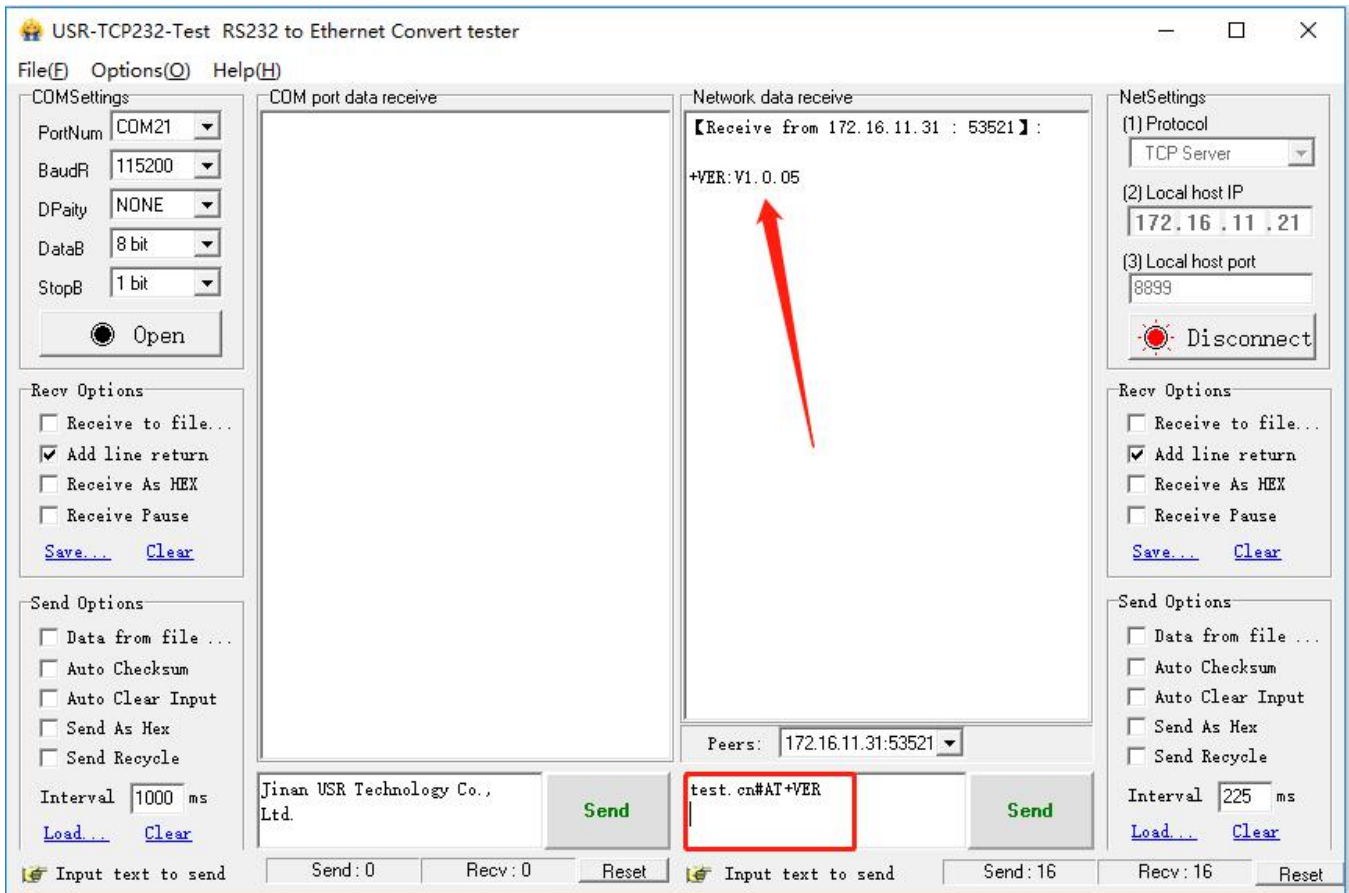 USR-TCP232-Test RS232 to Ethernet Convert tester
File(F) Options(O) Help(H)
COMSettings
PortNum COM21
BaudR 115200
DPaity NONE
DataB 8 bit
StopB 1 bit
Open
Recv Options
Receive to file...
Add line return
Receive As HEX
Receive Pause
Save... Clear
Send Options
Data from file ...
Auto Checksum
Auto Clear Input
Send As Hex
Send Recycle
Interval 1000 ms
Load... Clear
COM port data receive
Jinan USR Technology Co.,
Ltd.
Send
Network data receive
【Receive from 172.16.11.31 : 53521】:
+VER:V1.0.05
Peers: 172.16.11.31:53521
test.cn#AT+VER
Send
NetSettings
(1) Protocol
TCP Server
(2) Local host IP
172.16.11.21
(3) Local host port
8899
Disconnect
Recv Options
Receive to file...
Add line return
Receive As HEX
Receive Pause
Save... Clear
Send Options
Data from file ...
Auto Checksum
Auto Clear Input
Send As Hex
Send Recycle
Interval 225 ms
Load... Clear
Input text to send Send : 0 Recv : 0 Reset Input text to send Send : 16 Recv : 16 Reset